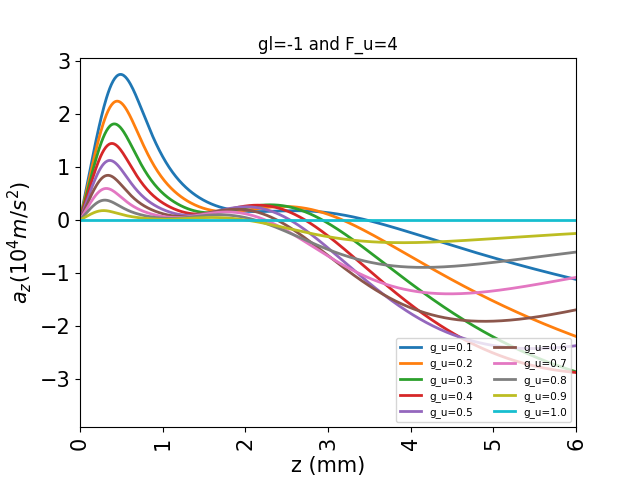 gl=-1 and F_u=4
3
2
1
0
−1
−2
−3
a_z(10^4m/s^2)
0
1
2
3
4
5
6
z (mm)
g_u=0.1
g_u=0.2
g_u=0.3
g_u=0.4
g_u=0.5
g_u=0.6
g_u=0.7
g_u=0.8
g_u=0.9
g_u=1.0